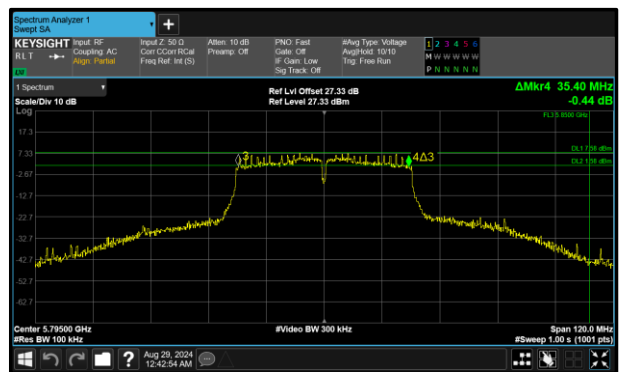 Spectrum Analyzer 1
Swept SA
+
KEYSIGHT
RLT
Input: RF
Coupling: AC
Align: Partial
Input Z: 50 Ω
Corr CCorr RCal
Freq Ref: Int (S)
Atten: 10 dB
Preamp: Off
PNO: Fast
Gate: Off
IF Gain: Low
Sig Track: Off
#Avg Type: Voltage
Avg|Hold: 10/10
Trig: Free Run
1 2 3 4 5 6
M W W W W W
P N N N N N
1 Spectrum
Scale/Div 10 dB
Ref Lvl Offset 27.33 dB
Ref Level 27.33 dBm
ΔMkr4 35.40 MHz
-0.44 dB
Log
17.3
7.33
-2.67
-12.7
-22.7
-32.7
-42.7
-52.7
-62.7
DL1 7.56 dBm
DL2 1.56 dBm
3
4Δ3
Center 5.79500 GHz
#Res BW 100 kHz
#Video BW 300 kHz
Span 120.0 MHz
#Sweep 1.00 s (1001 pts)
?
Aug 29, 2024
12:42:54 AM